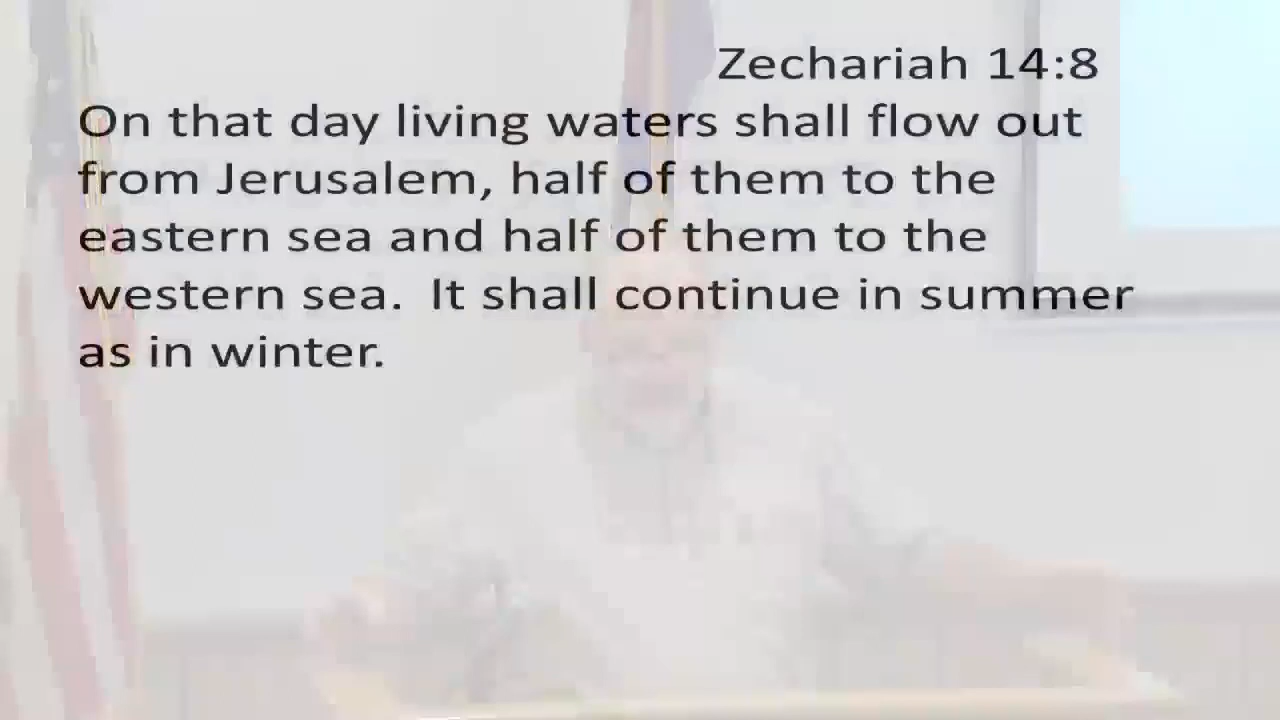 Zechariah 14:8
On that day living waters shall flow out
from Jerusalem, half of them to the
eastern sea and half of them to the
western sea.  It shall continue in summer
as in winter.